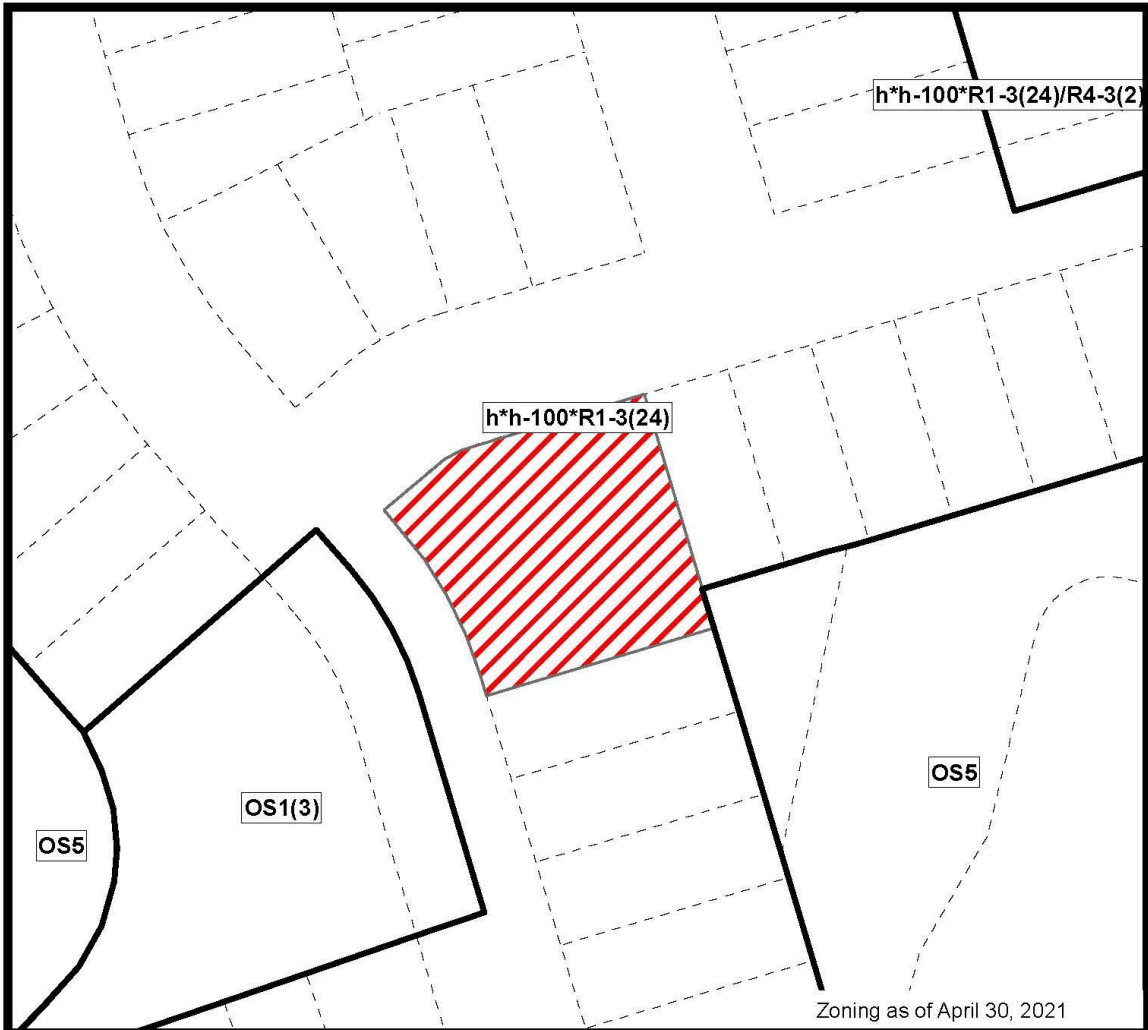 h*h-100*R1-3(24)/R4-3(2)
h*h-100*R1-3(24)
OS5
OS1(3)
OS5
Zoning as of April 30, 2021